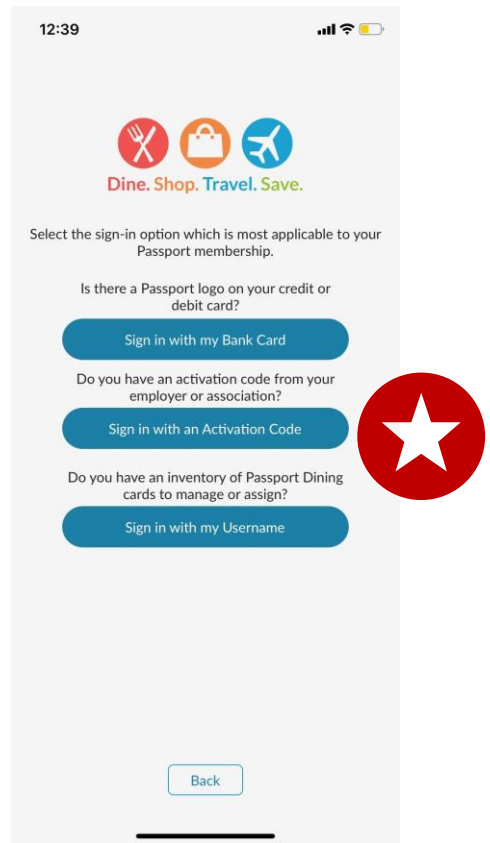 12:39
Dine. Shop. Travel. Save.
Select the sign-in option which is most applicable to your
Passport membership.
Is there a Passport logo on your credit or
debit card?
Sign in with my Bank Card
Do you have an activation code from your
employer or association?
Sign in with an Activation Code
Do you have an inventory of Passport Dining
cards to manage or assign?
Sign in with my Username
Back